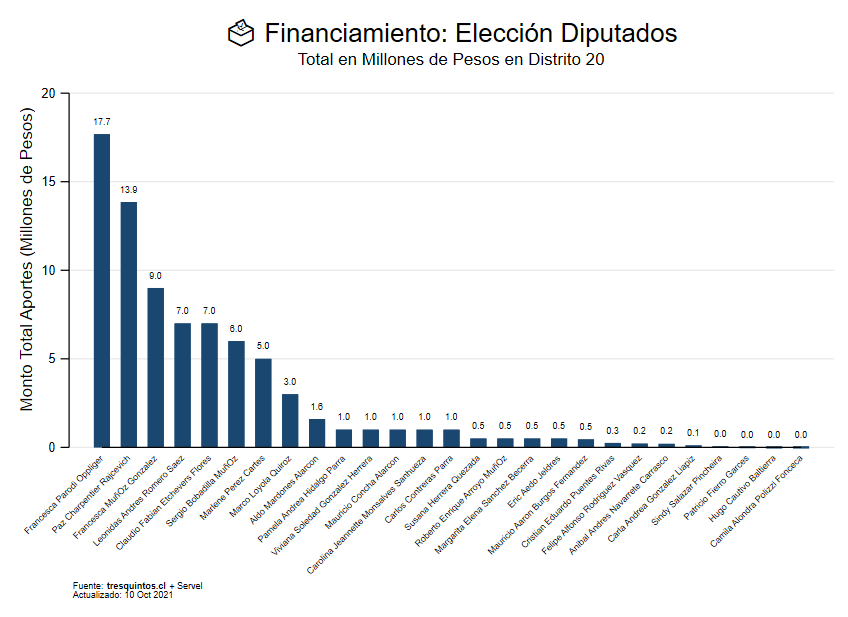 Financiamiento: Elección Diputados
Total en Millones de Pesos en Distrito 20
Monto Total Aportes (Millones de Pesos)
20
15
10
5
0
17.7
13.9
9.0
7.0
7.0
6.0
5.0
3.0
1.6
1.0
1.0
1.0
1.0
1.0
0.5
0.5
0.5
0.5
0.5
0.3
0.2
0.2
0.1
0.0
0.0
0.0
0.0
Francesca Parodi Oppliger
Paz Charpentier Rajcevich
Francesca MuñOz Gonzalez
Leonidas Andres Romero Saez
Claudio Fabian Etcheyers Flores
Sergio Bobadilla MuñOz
Marlene Perez Cartes
Marco Loyola Quiroz
Aldo Mardones Alarcon
Pamela Andrea Hidalgo Parra
Viviana Soledad Gonzalez Herrera
Mauricio Concha Alarcon
Carolina Jeannette Monsalves Sanhueza
Carlos Contreras Parra
Susana Herrera Quezada
Roberto Enrique Arroyo MuñOz
Margarita Elena Sanchez Becerra
Eric Aedo Jeldres
Mauricio Aaron Burgos Fernandez
Cristian Eduardo Fuentes Rivas
Felipe Alfonso Rodriguez Vasquez
Anibal Andres Navarrete Carrasco
Carla Andrea Gonzalez Llapiz
Sindy Salazar Pincheira
Patricio Fierro Garces
Hugo Cautivo Baltierra
Camila Alondra Polizzi Fonceca
Fuente: tresquintos.cl + Servel
Actualizado: 10 Oct 2021